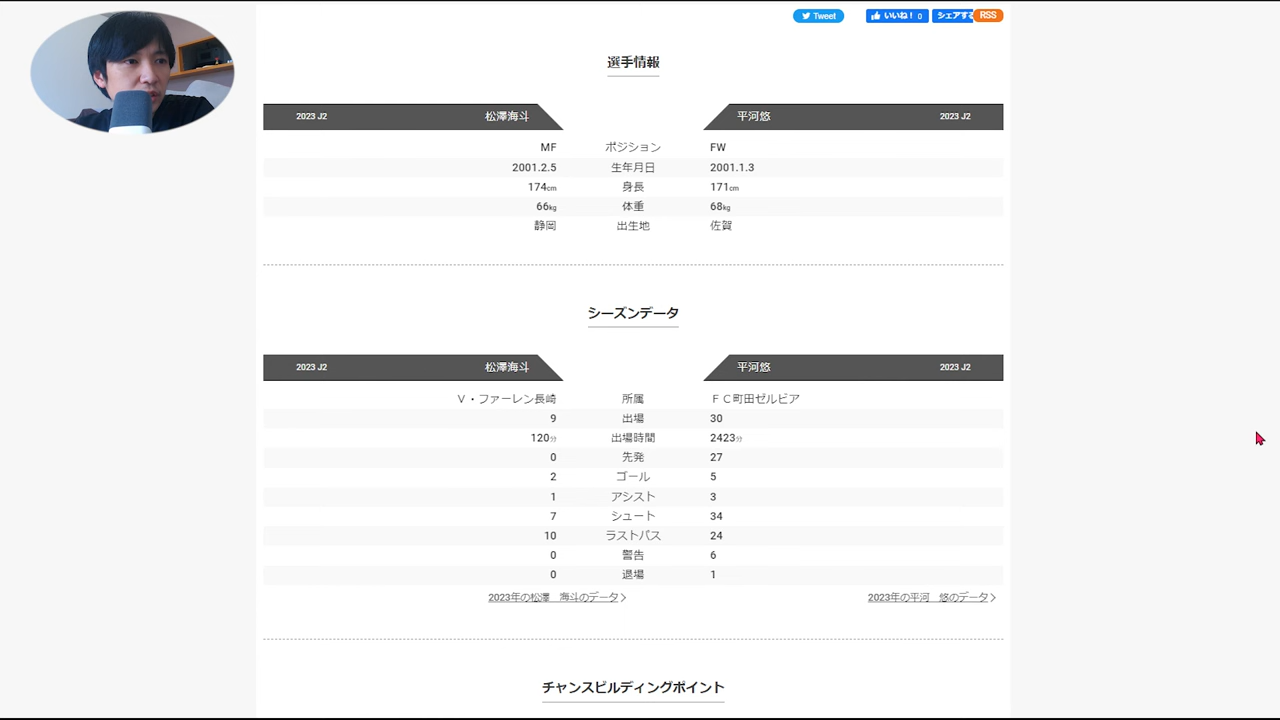 Tweet いいね！ 0 シェアする RSS
選手情報
2023 J2 松澤海斗 平河悠 2023 J2
MF ポジション FW
2001.2.5 生年月日 2001.1.3
174cm 身長 171cm
66kg 体重 68kg
静岡 出生地 佐賀
シーズンデータ
2023 J2 松澤海斗 平河悠 2023 J2
Ｖ・ファーレン長崎 所属 ＦＣ町田ゼルビア
9 出場 30
120分 出場時間 2423分
0 先発 27
2 ゴール 5
1 アシスト 3
7 シュート 34
10 ラストパス 24
0 警告 6
0 退場 1
2023年の松澤　海斗のデータ 2023年の平河　悠のデータ
チャンスビルディングポイント